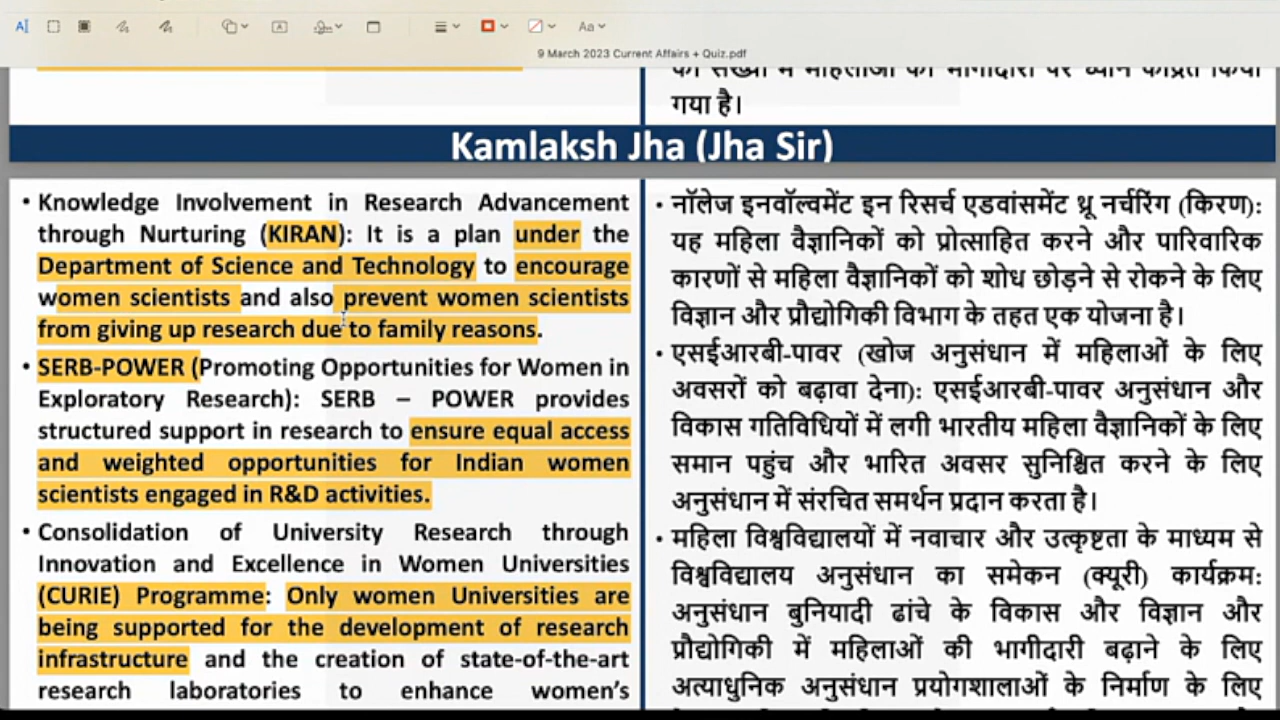 9 March 2023 Current Affairs + Quiz.pdf
गया है।
Kamlaksh Jha (Jha Sir)
• Knowledge Involvement in Research Advancement
through Nurturing (KIRAN): It is a plan under the
Department of Science and Technology to encourage
women scientists and also prevent women scientists
from giving up research due to family reasons.
• SERB-POWER (Promoting Opportunities for Women in
Exploratory Research): SERB – POWER provides
structured support in research to ensure equal access
and weighted opportunities for Indian women
scientists engaged in R&D activities.
• Consolidation of University Research through
Innovation and Excellence in Women Universities
(CURIE) Programme: Only women Universities are
being supported for the development of research
infrastructure and the creation of state-of-the-art
research laboratories to enhance women's
• नॉलेज इनवॉल्वमेंट इन रिसर्च एडवांसमेंट थ्रू नर्चरिंग (किरण):
यह महिला वैज्ञानिकों को प्रोत्साहित करने और पारिवारिक
कारणों से महिला वैज्ञानिकों को शोध छोड़ने से रोकने के लिए
विज्ञान और प्रौद्योगिकी विभाग के तहत एक योजना है।
• एसईआरबी-पावर (खोज अनुसंधान में महिलाओं के लिए
अवसरों को बढ़ावा देना): एसईआरबी-पावर अनुसंधान और
विकास गतिविधियों में लगी भारतीय महिला वैज्ञानिकों के लिए
समान पहुंच और भारित अवसर सुनिश्चित करने के लिए
अनुसंधान में संरचित समर्थन प्रदान करता है।
• महिला विश्वविद्यालयों में नवाचार और उत्कृष्टता के माध्यम से
विश्वविद्यालय अनुसंधान का समेकन (क्यूरी) कार्यक्रम:
अनुसंधान बुनियादी ढांचे के विकास और विज्ञान और
प्रौद्योगिकी में महिलाओं की भागीदारी बढ़ाने के लिए
अत्याधुनिक अनुसंधान प्रयोगशालाओं के निर्माण के लिए